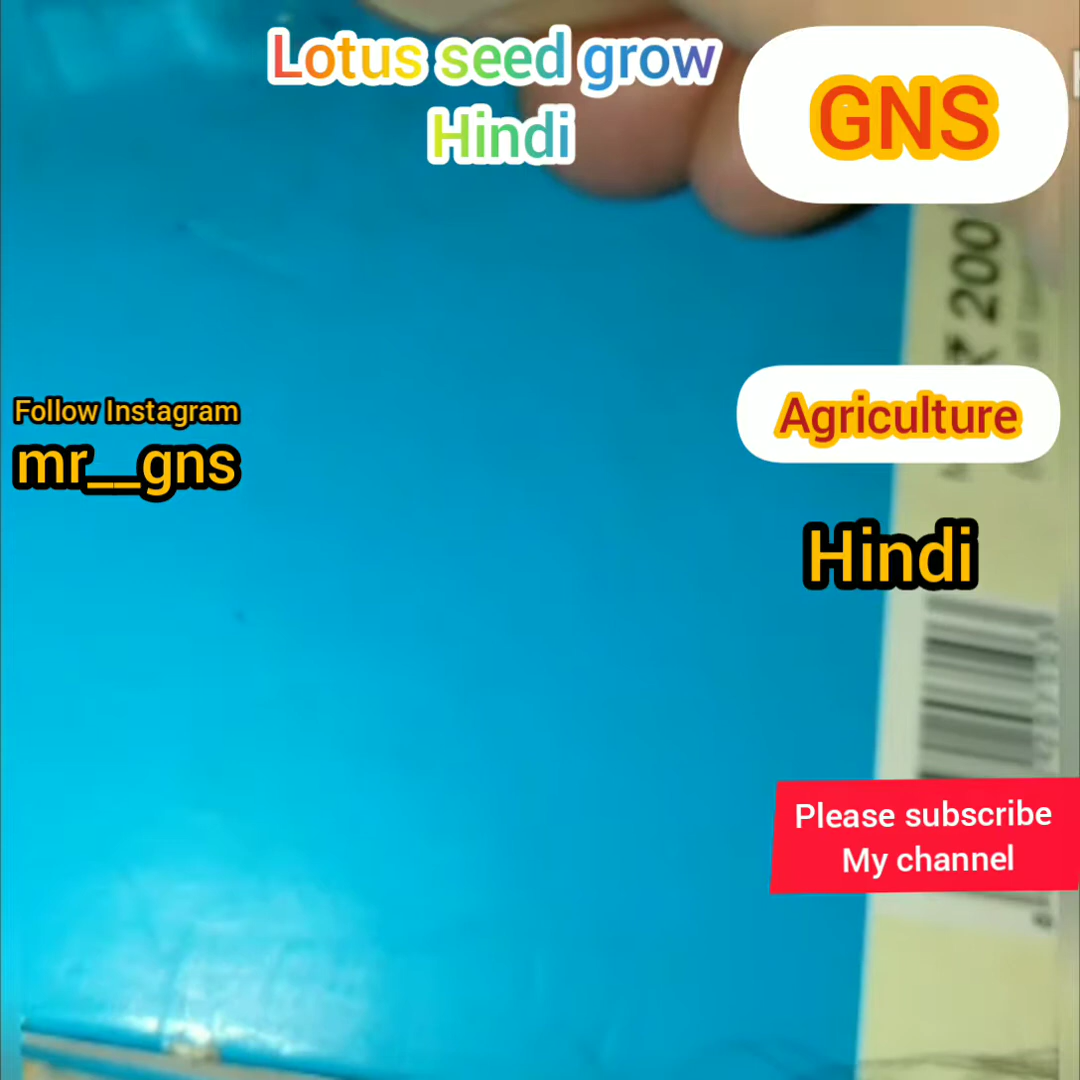 Lotus seed grow
Hindi
GNS
₹ 200
Follow Instagram
mr__gns
Agriculture
Hindi
Please subscribe
My channel